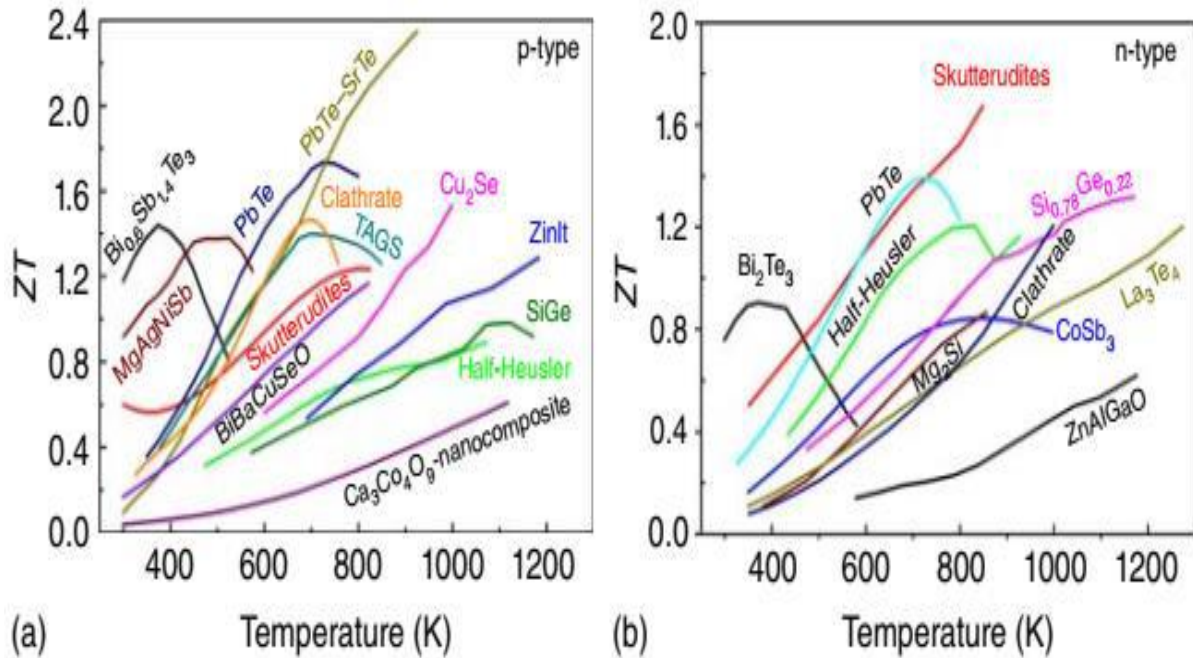 2.4
2.0
1.6
1.2
0.8
0.4
0.0
ZT
p-type
Bi0.6Sb1.4Te3
MgAgNiSb
PbTe
PbTe–SrTe
Clathrate
TAGS
Cu2Se
ZinIt
SiGe
Skutterudites
BiBaCuSeO
Half-Heusler
Ca3Co4O9-nanocomposite
400 600 800 1000 1200
(a) Temperature (K)
2.0
1.6
1.2
0.8
0.4
0.0
ZT
n-type
Skutterudites
PbTe
Bi2Te3
Half-Heusler
Si0.78Ge0.22
Clathrate
La3Te4
Mg2Si
CoSb3
ZnAlGaO
400 600 800 1000 1200
(b) Temperature (K)